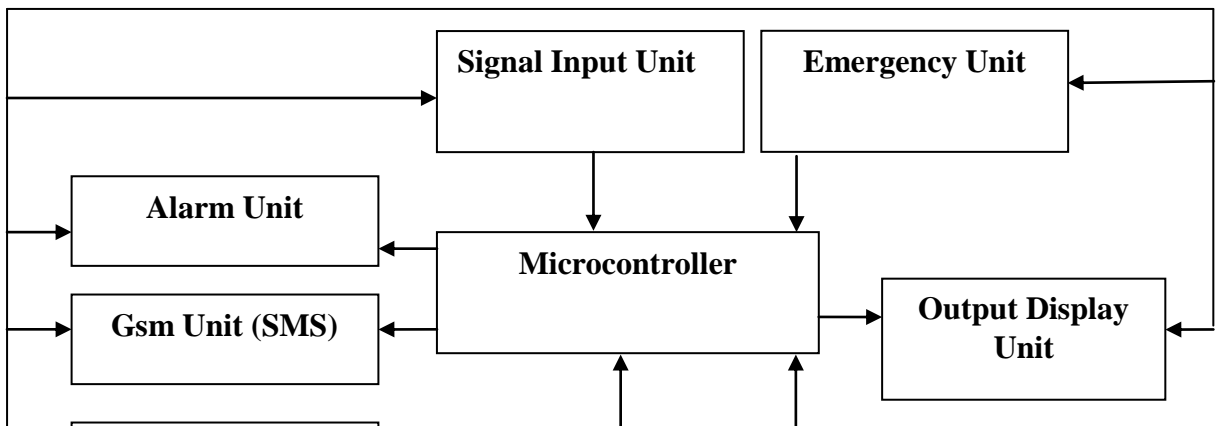 Signal Input Unit
Emergency Unit
Alarm Unit
Microcontroller
Gsm Unit (SMS)
Output Display
Unit